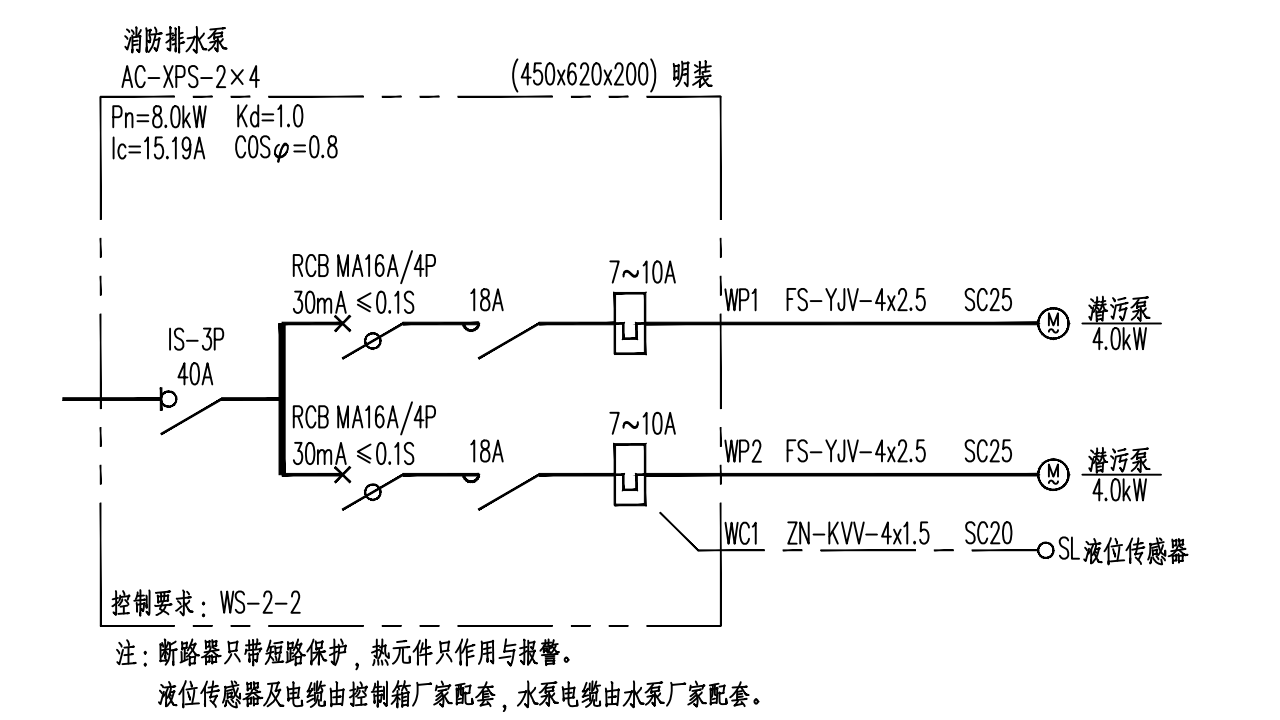 消防排水泵
AC-XPS-2×4 (450x620x200) 明装
Pn=8.0kW Kd=1.0
Ic=15.19A COSφ=0.8
RCB MA16A/4P 7~10A
30mA ≤0.1S 18A WP1 FS-YJV-4x2.5 SC25 潜污泵
M~ 4.0kW
IS-3P
40A
RCB MA16A/4P 7~10A
30mA ≤0.1S 18A WP2 FS-YJV-4x2.5 SC25 潜污泵
M~ 4.0kW
WC1 ZN-KVV-4x1.5 SC20 SL液位传感器
控制要求：WS-2-2
注：断路器只带短路保护，热元件只作用与报警。
液位传感器及电缆由控制箱厂家配套，水泵电缆由水泵厂家配套。